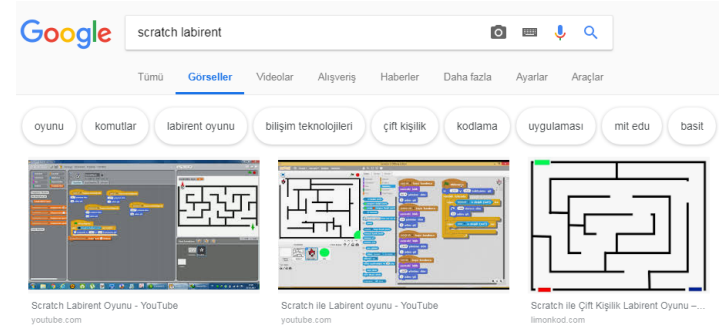 Google
scratch labirent
Tümü Görseller Videolar Alışveriş Haberler Daha fazla Ayarlar Araçlar
oyunu komutlar labirent oyunu bilişim teknolojileri çift kişilik kodlama uygulaması mit edu basit
Scratch Labirent Oyunu - YouTube
youtube.com
Scratch ile Labirent oyunu - YouTube
youtube.com
Scratch ile Çift Kişilik Labirent Oyunu –...
limonkod.com